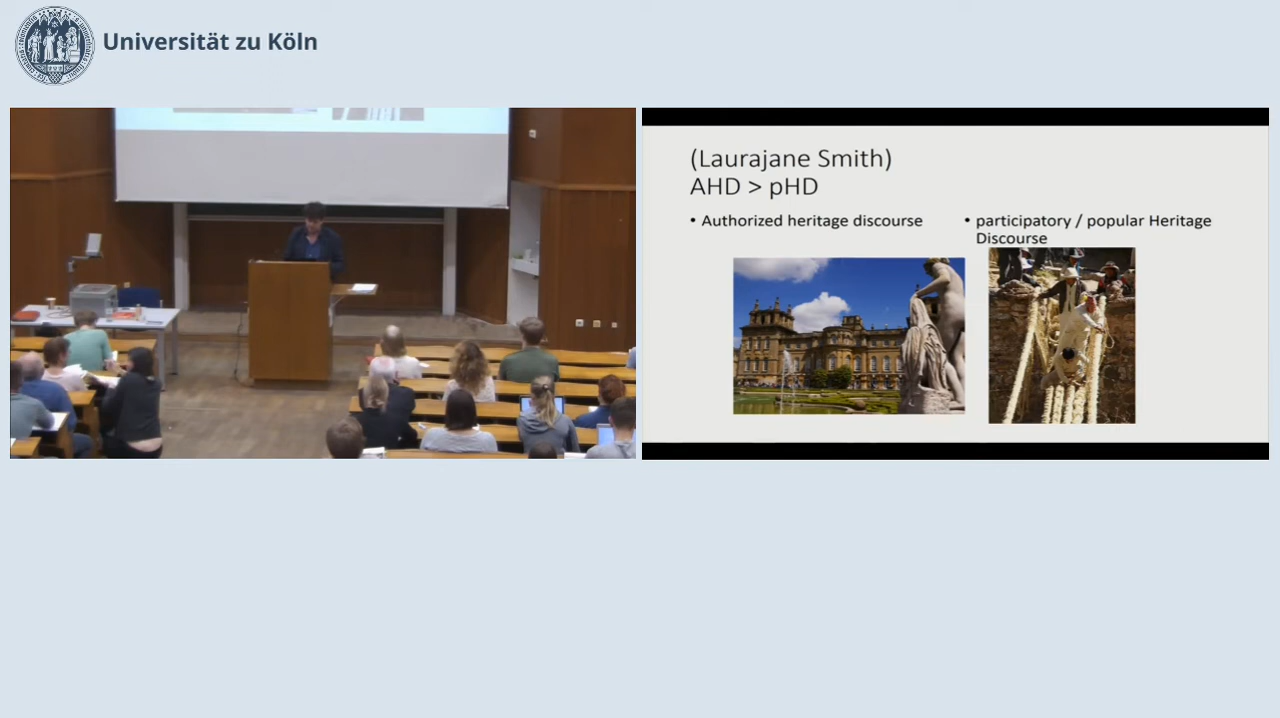 Universität zu Köln
(Laurajane Smith)
AHD > pHD
• Authorized heritage discourse
• participatory / popular Heritage
Discourse